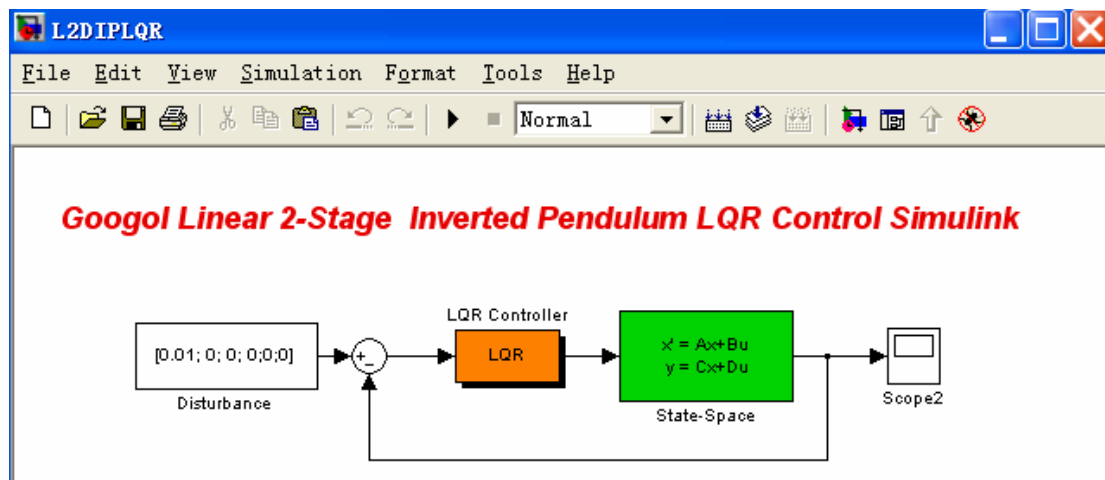 L2DIPLQR
File Edit View Simulation Format Tools Help
Normal
Googol Linear 2-Stage Inverted Pendulum LQR Control Simulink
LQR Controller
[0.01; 0; 0; 0;0;0]
+
-
LQR
x' = Ax+Bu
y = Cx+Du
Disturbance
State-Space
Scope2